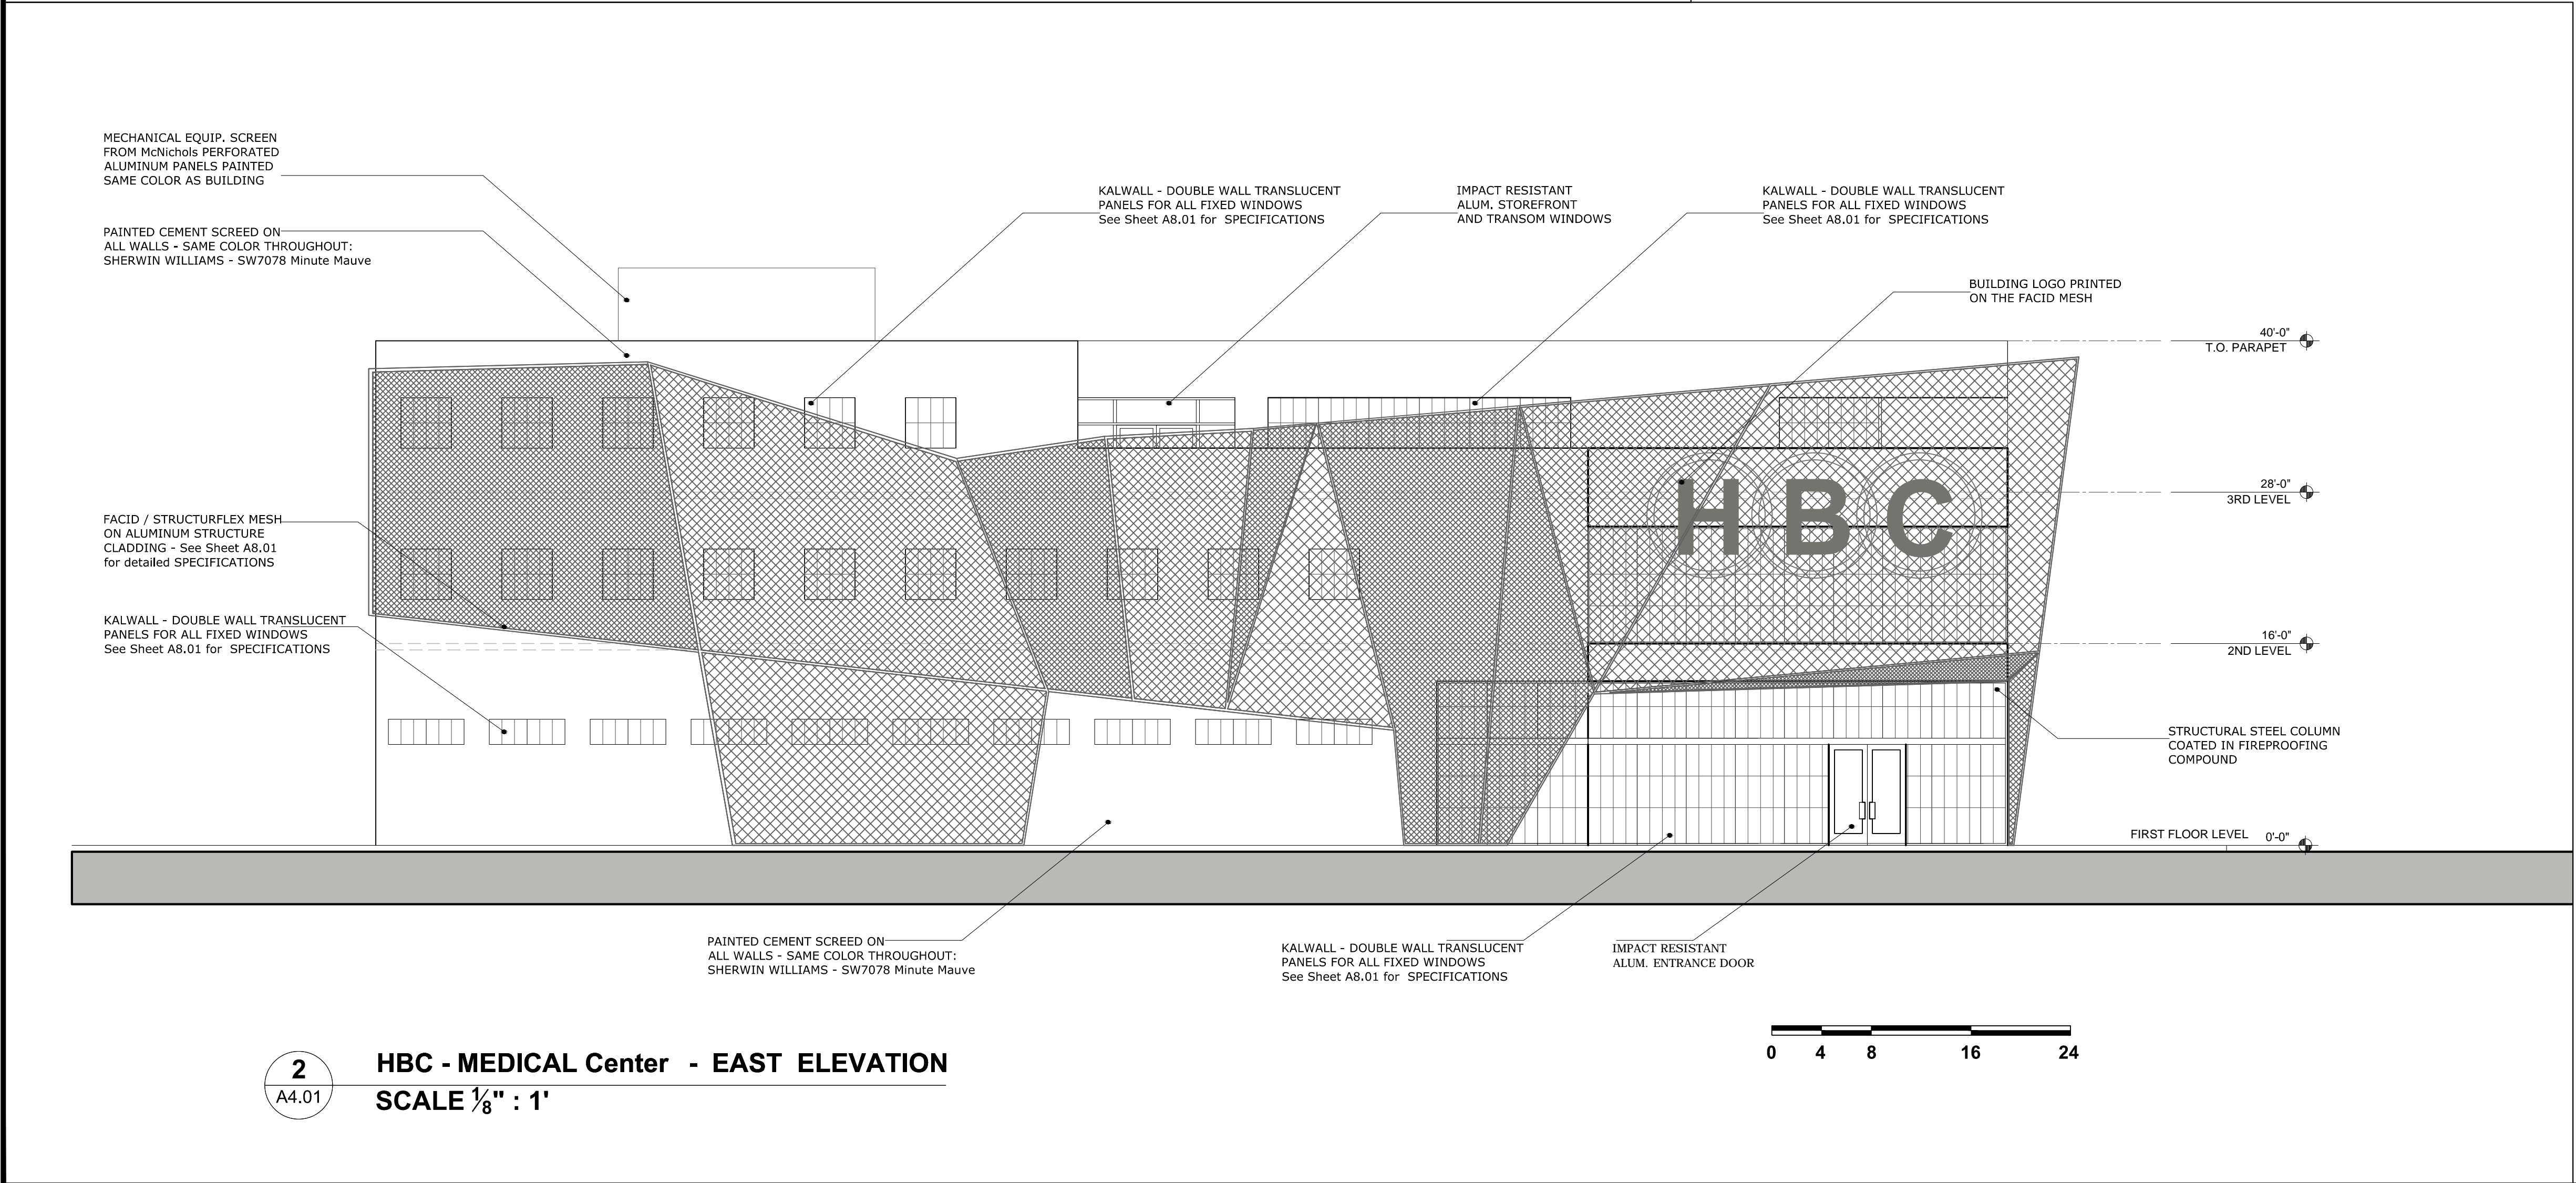 MECHANICAL EQUIP. SCREEN
FROM McNichols PERFORATED
ALUMINUM PANELS PAINTED
SAME COLOR AS BUILDING
PAINTED CEMENT SCREED ON
ALL WALLS - SAME COLOR THROUGHOUT:
SHERWIN WILLIAMS - SW7078 Minute Mauve
KALWALL - DOUBLE WALL TRANSLUCENT
PANELS FOR ALL FIXED WINDOWS
See Sheet A8.01 for SPECIFICATIONS
IMPACT RESISTANT
ALUM. STOREFRONT
AND TRANSOM WINDOWS
KALWALL - DOUBLE WALL TRANSLUCENT
PANELS FOR ALL FIXED WINDOWS
See Sheet A8.01 for SPECIFICATIONS
BUILDING LOGO PRINTED
ON THE FACID MESH
40'-0"
T.O. PARAPET
28'-0"
3RD LEVEL
HBC
FACID / STRUCTURFLEX MESH
ON ALUMINUM STRUCTURE
CLADDING - See Sheet A8.01
for detailed SPECIFICATIONS
KALWALL - DOUBLE WALL TRANSLUCENT
PANELS FOR ALL FIXED WINDOWS
See Sheet A8.01 for SPECIFICATIONS
16'-0"
2ND LEVEL
STRUCTURAL STEEL COLUMN
COATED IN FIREPROOFING
COMPOUND
FIRST FLOOR LEVEL 0'-0"
PAINTED CEMENT SCREED ON
ALL WALLS - SAME COLOR THROUGHOUT:
SHERWIN WILLIAMS - SW7078 Minute Mauve
KALWALL - DOUBLE WALL TRANSLUCENT
PANELS FOR ALL FIXED WINDOWS
See Sheet A8.01 for SPECIFICATIONS
IMPACT RESISTANT
ALUM. ENTRANCE DOOR
0 4 8 16 24
2
A4.01
HBC - MEDICAL Center - EAST ELEVATION
SCALE ⅛" : 1'